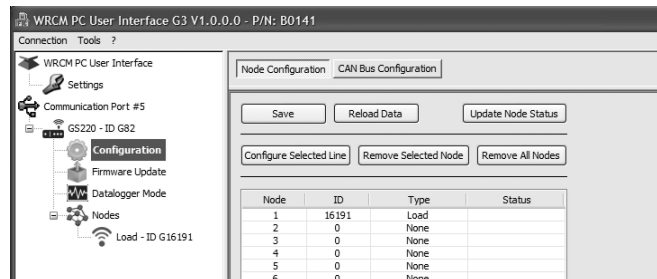 WRCM PC User Interface G3 V1.0.0.0 - P/N: B0141
Connection Tools ?
WRCM PC User Interface
Settings
Communication Port #5
GS220 - ID G82
Configuration
Firmware Update
Datalogger Mode
Nodes
Load - ID G16191
Node Configuration CAN Bus Configuration
Save Reload Data Update Node Status
Configure Selected Line Remove Selected Node Remove All Nodes
Node ID Type Status
1 16191 Load
2 0 None
3 0 None
4 0 None
5 0 None
6 0 None